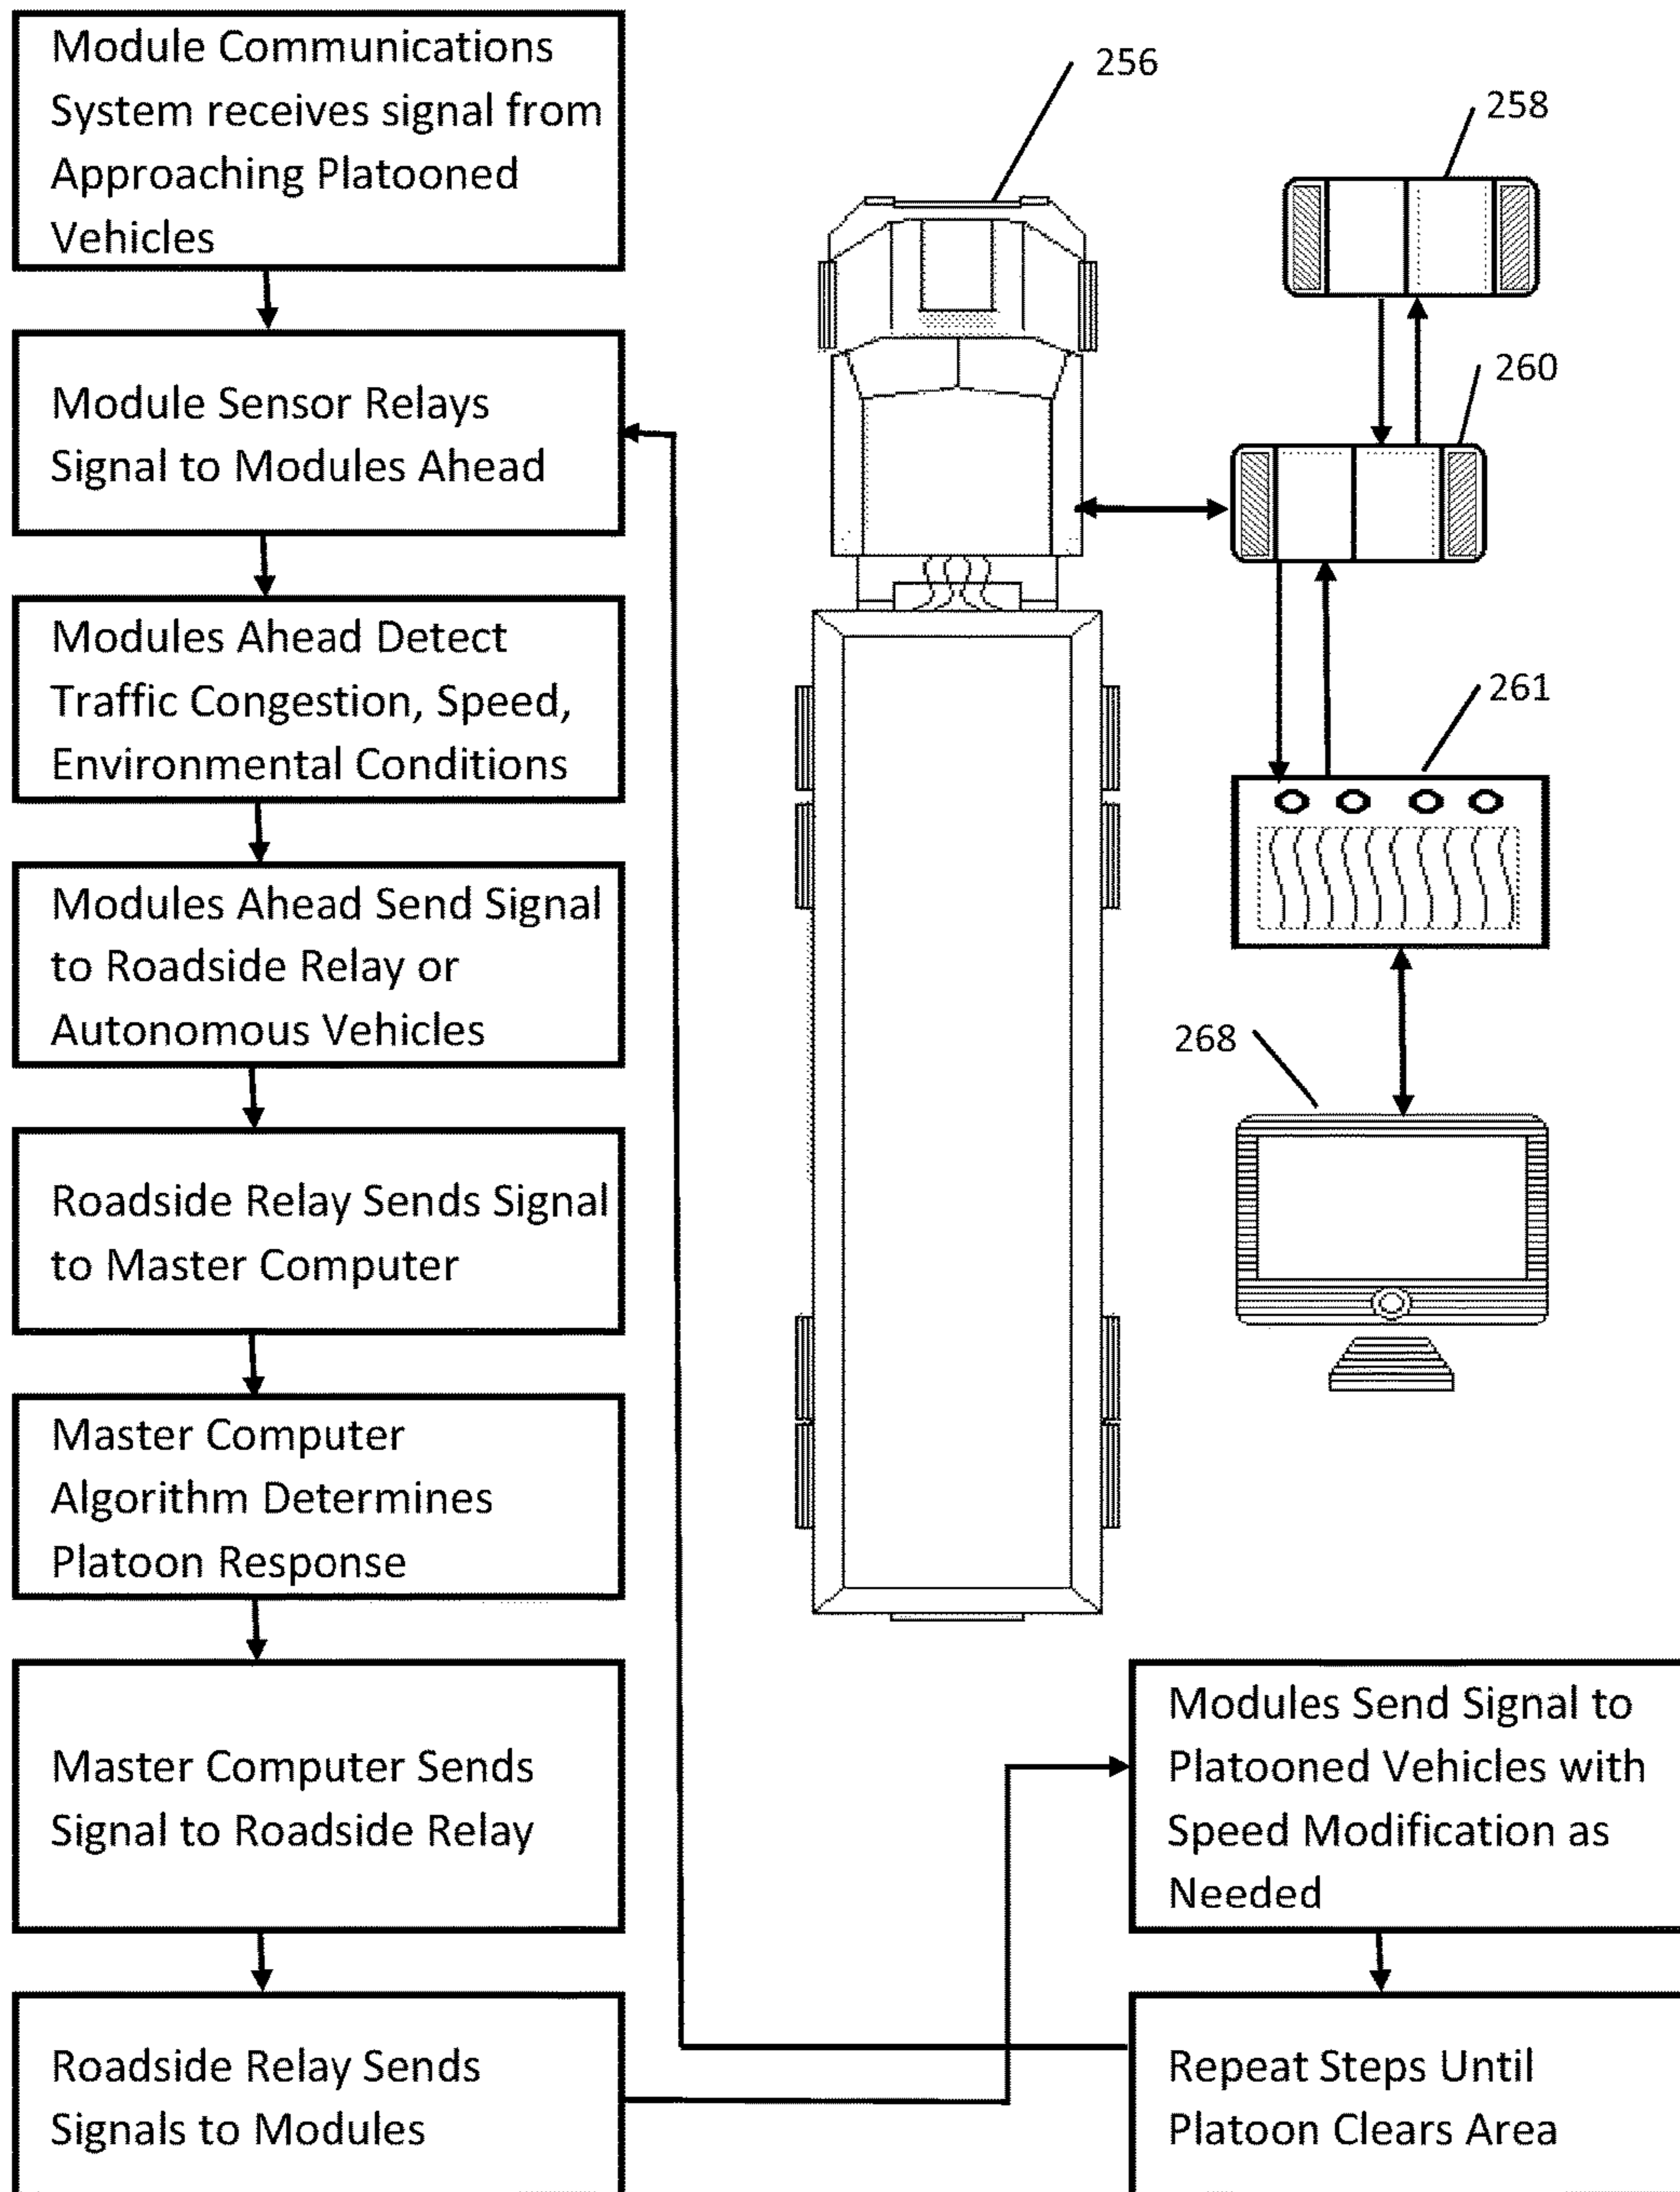 Module Communications
System receives signal from
Approaching Platooned
Vehicles
Module Sensor Relays
Signal to Modules Ahead
Modules Ahead Detect
Traffic Congestion, Speed,
Environmental Conditions
Modules Ahead Send Signal
to Roadside Relay or
Autonomous Vehicles
Roadside Relay Sends Signal
to Master Computer
Master Computer
Algorithm Determines
Platoon Response
Master Computer Sends
Signal to Roadside Relay
Roadside Relay Sends
Signals to Modules
256
258
260
261
268
Modules Send Signal to
Platooned Vehicles with
Speed Modification as
Needed
Repeat Steps Until
Platoon Clears Area